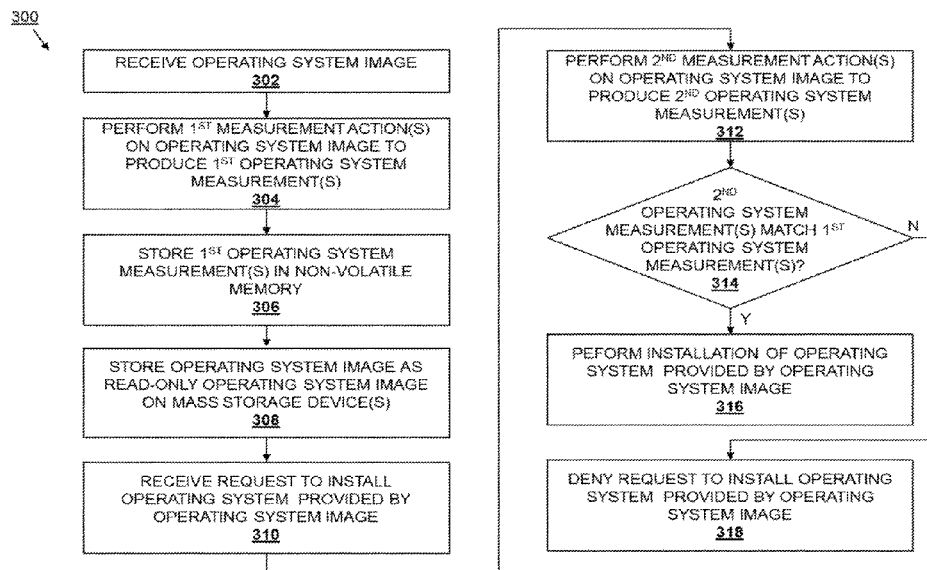 300
RECEIVE OPERATING SYSTEM IMAGE
302
PERFORM 1ST MEASUREMENT ACTION(S)
ON OPERATING SYSTEM IMAGE TO
PRODUCE 1ST OPERATING SYSTEM
MEASUREMENT(S)
304
STORE 1ST OPERATING SYSTEM
MEASUREMENT(S) IN NON-VOLATILE
MEMORY
306
STORE OPERATING SYSTEM IMAGE AS
READ-ONLY OPERATING SYSTEM IMAGE
ON MASS STORAGE DEVICE(S)
308
RECEIVE REQUEST TO INSTALL
OPERATING SYSTEM PROVIDED BY
OPERATING SYSTEM IMAGE
310
PERFORM 2ND MEASUREMENT ACTION(S)
ON OPERATING SYSTEM IMAGE TO
PRODUCE 2ND OPERATING SYSTEM
MEASUREMENT(S)
312
2ND
OPERATING SYSTEM
MEASUREMENT(S) MATCH 1ST
OPERATING SYSTEM
MEASUREMENT(S)?
314
N
Y
PEFORM INSTALLATION OF OPERATING
SYSTEM PROVIDED BY OPERATING
SYSTEM IMAGE
316
DENY REQUEST TO INSTALL OPERATING
SYSTEM PROVIDED BY OPERATING
SYSTEM IMAGE
318